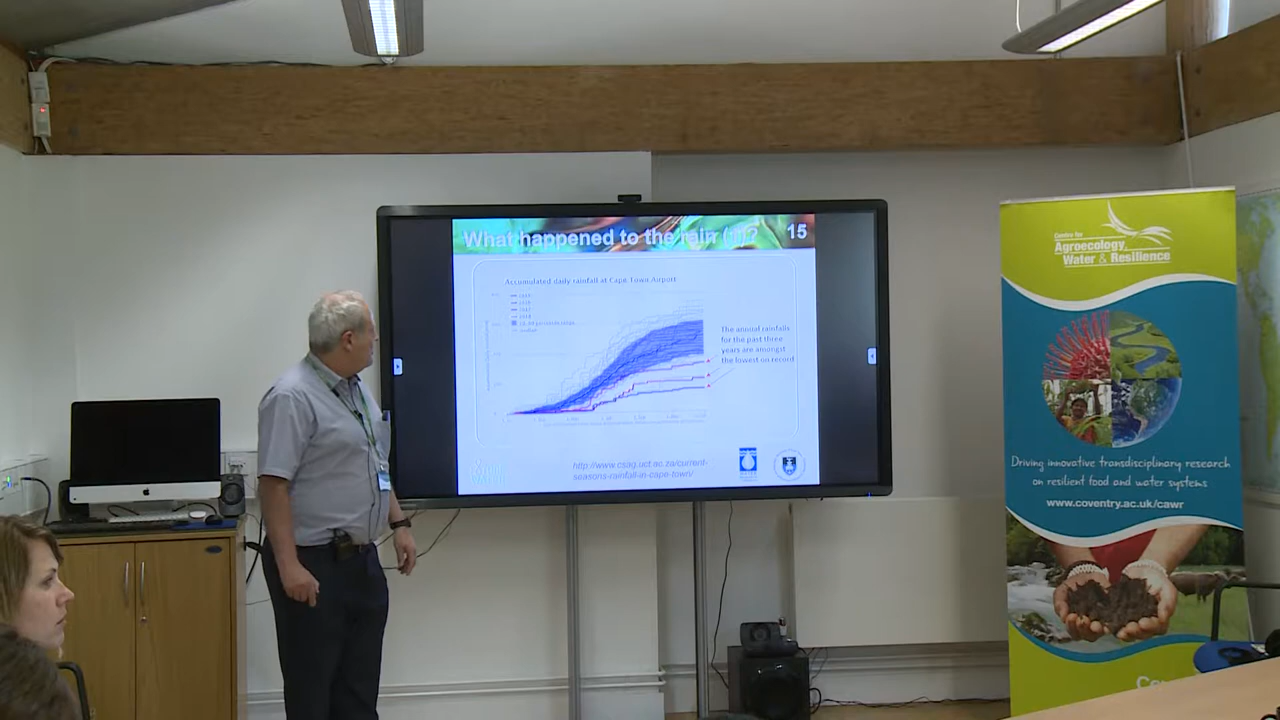 What happened to the rain (1)?
15
Accumulated daily rainfall at Cape Town Airport
The annual rainfalls
for the past three
years are amongst
the lowest on record
http://www.csag.uct.ac.za/current-
seasons-rainfall-in-cape-town/
Centre for
Agroecology,
Water & Resilience
Driving innovative transdisciplinary research
on resilient food and water systems
www.coventry.ac.uk/cawr